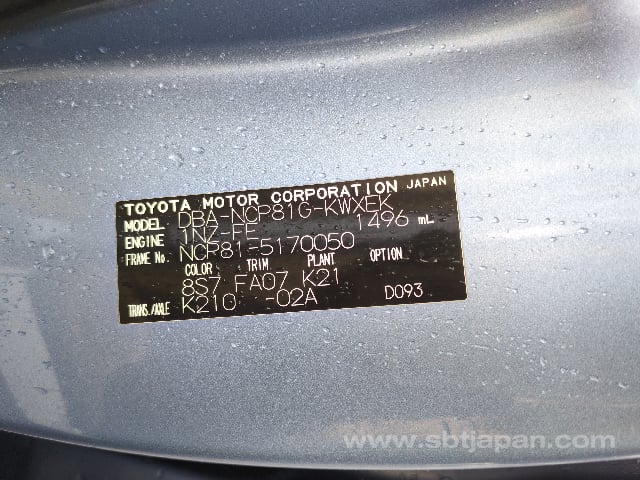 TOYOTA MOTOR CORPORATION JAPAN
MODEL DBA-NCP81G-KWXEK
ENGINE 1NZ-FE 1496 mL
FRAME No. NCP81-5170050
COLOR TRIM PLANT OPTION
8S7 FA07 K21
TRANS./AXLE K210 -02A D093
www.sbtjapan.com